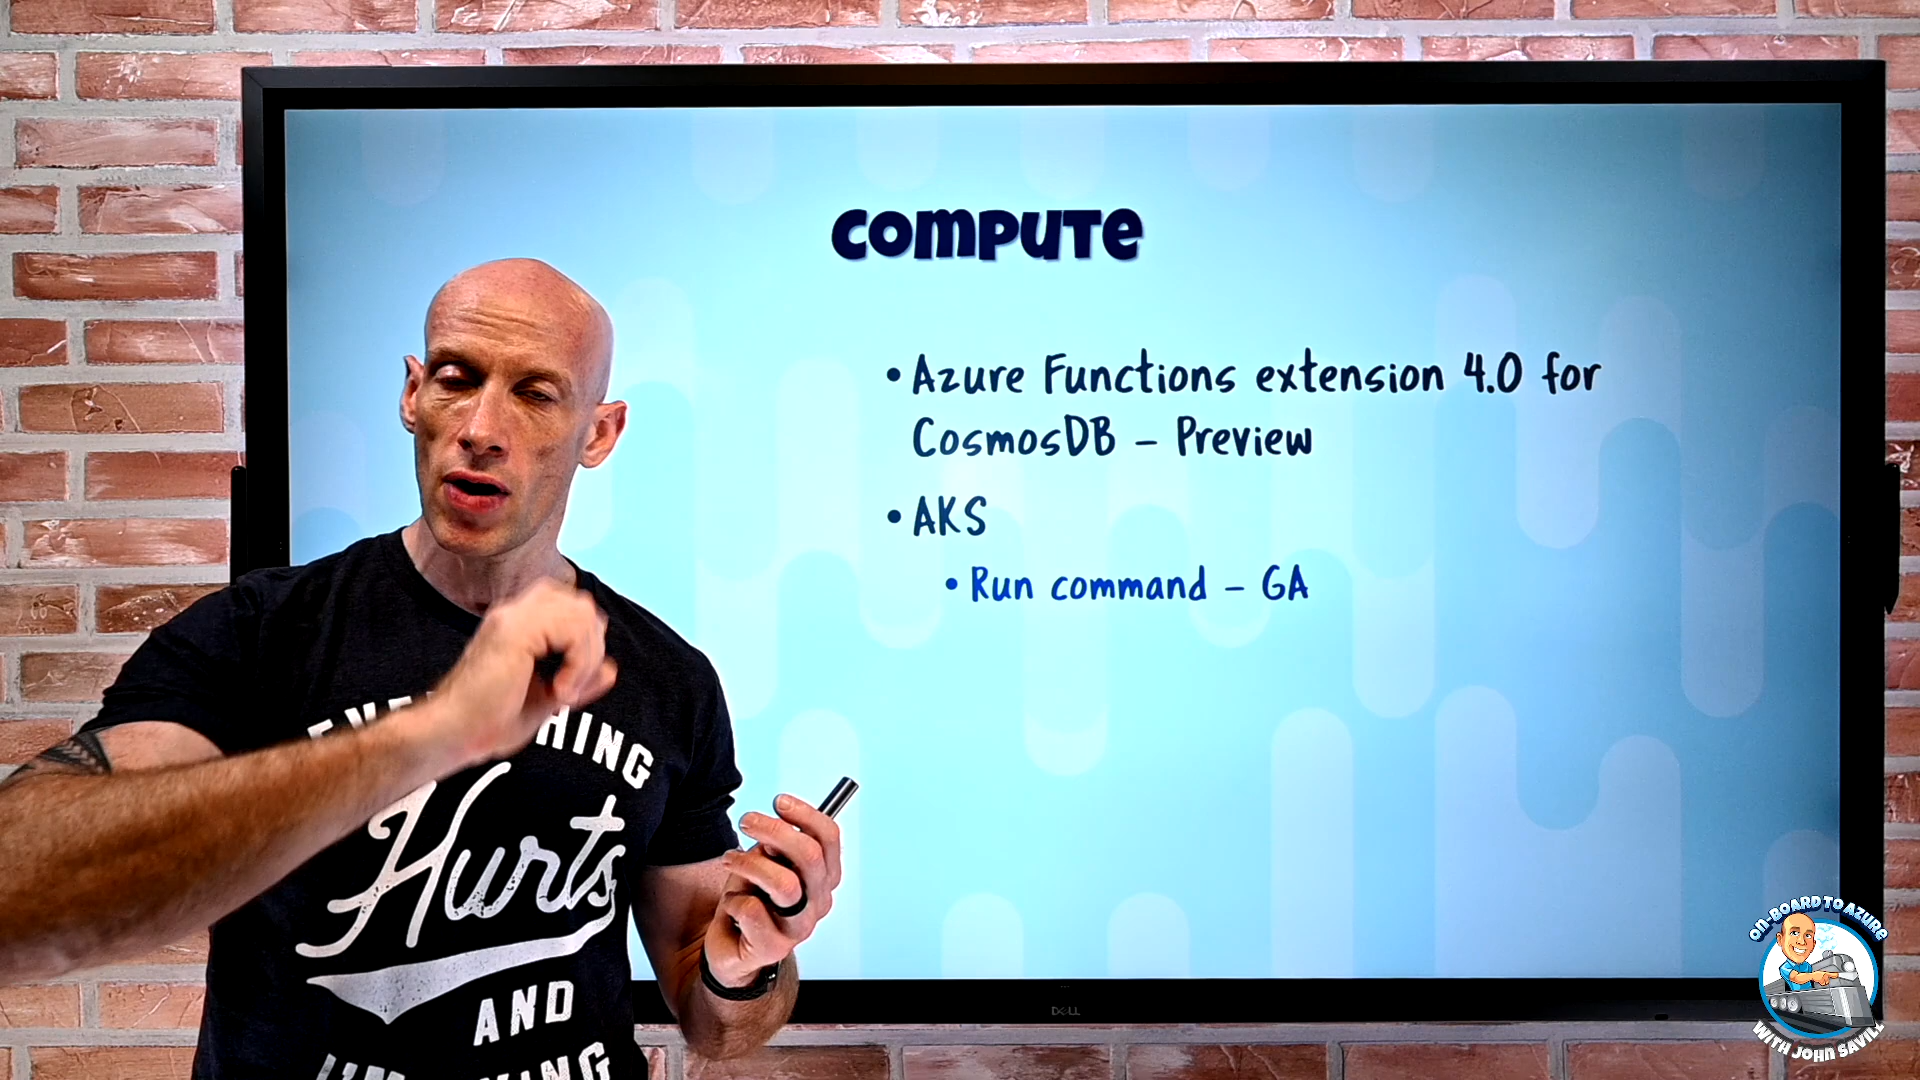 COMPUTE
• Azure Functions extension 4.0 for
CosmosDB – Preview
• AKS
• Run command – GA
HING
Hurts
AND
DELL
ON-BOARD TO AZURE
WITH JOHN SAVILL